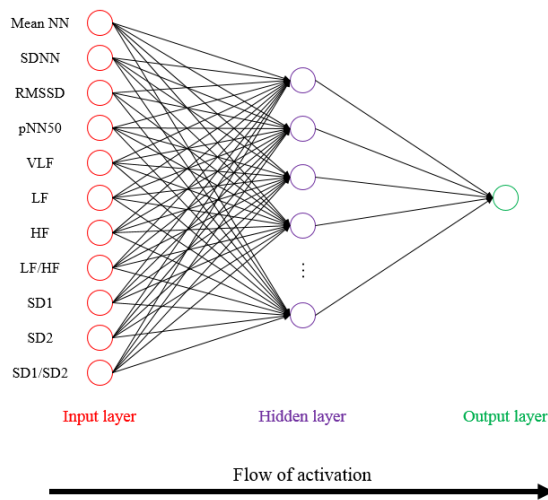 Mean NN
SDNN
RMSSD
pNN50
VLF
LF
HF
LF/HF
SD1
SD2
SD1/SD2
...
Input layer
Hidden layer
Output layer
Flow of activation